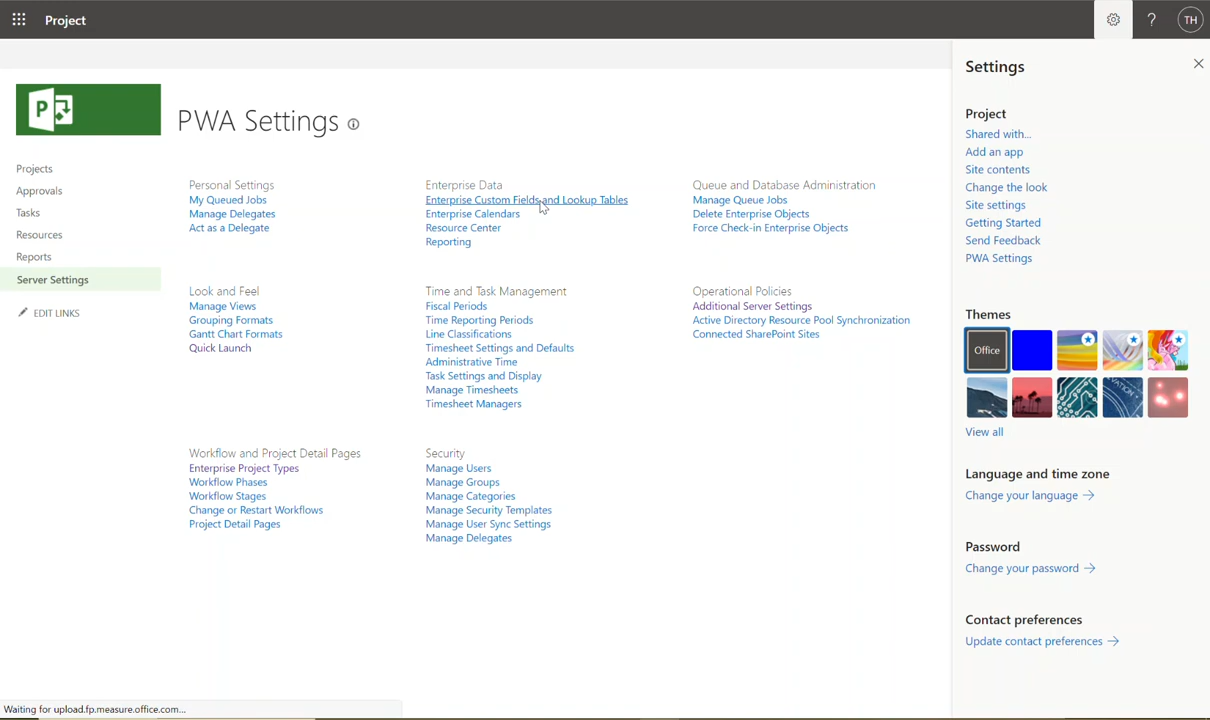 Project
?
TH
P
PWA Settings
Projects
Approvals
Tasks
Resources
Reports
Server Settings
EDIT LINKS
Personal Settings
My Queued Jobs
Manage Delegates
Act as a Delegate
Enterprise Data
Enterprise Custom Fields and Lookup Tables
Enterprise Calendars
Resource Center
Reporting
Queue and Database Administration
Manage Queue Jobs
Delete Enterprise Objects
Force Check-in Enterprise Objects
Look and Feel
Manage Views
Grouping Formats
Gantt Chart Formats
Quick Launch
Time and Task Management
Fiscal Periods
Time Reporting Periods
Line Classifications
Timesheet Settings and Defaults
Administrative Time
Task Settings and Display
Manage Timesheets
Timesheet Managers
Operational Policies
Additional Server Settings
Active Directory Resource Pool Synchronization
Connected SharePoint Sites
Workflow and Project Detail Pages
Enterprise Project Types
Workflow Phases
Workflow Stages
Change or Restart Workflows
Project Detail Pages
Security
Manage Users
Manage Groups
Manage Categories
Manage Security Templates
Manage User Sync Settings
Manage Delegates
Settings
Project
Shared with...
Add an app
Site contents
Change the look
Site settings
Getting Started
Send Feedback
PWA Settings
Themes
Office
View all
Language and time zone
Change your language →
Password
Change your password →
Contact preferences
Update contact preferences →
Waiting for upload.fp.measure.office.com...